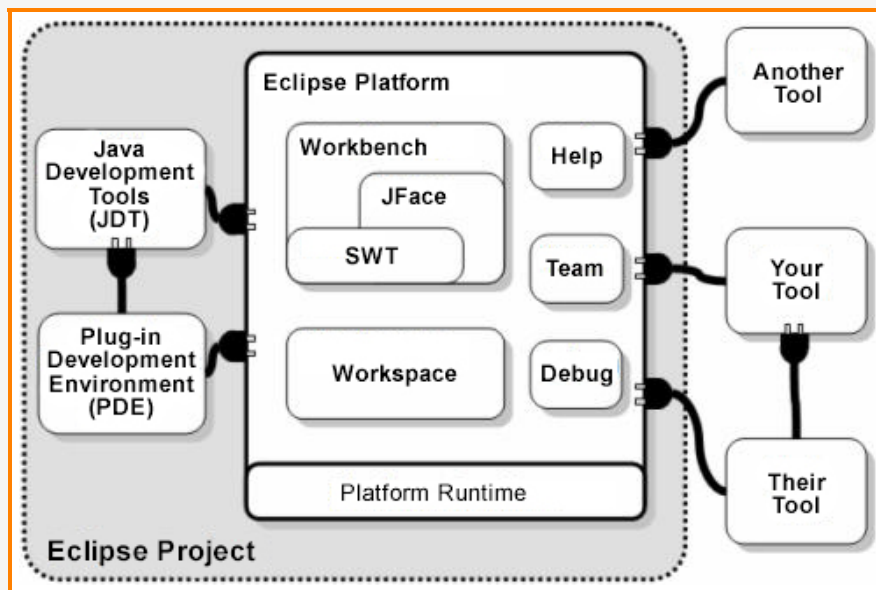 Eclipse Platform
Another
Tool
Workbench
Help
Java
Development
Tools
(JDT)
JFace
SWT
Team
Your
Tool
Plug-in
Development
Environment
(PDE)
Workspace
Debug
Platform Runtime
Their
Tool
Eclipse Project